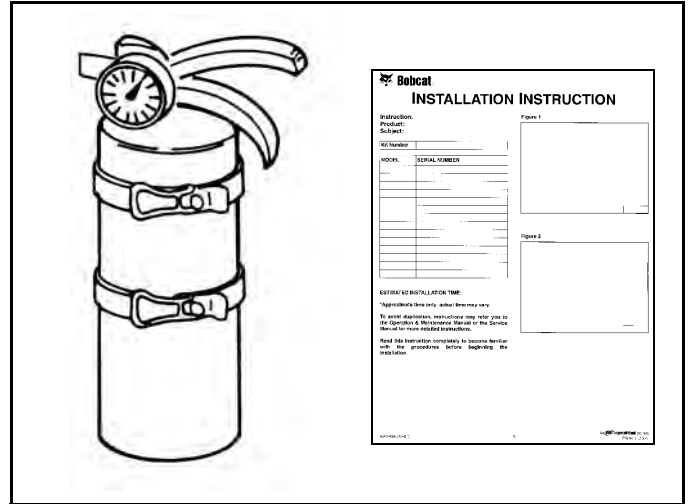 Bobcat
INSTALLATION INSTRUCTION
Instruction:
Product:
Subject:
Kit Number
MODEL SERIAL NUMBER
ESTIMATED INSTALLATION TIME:
*Approximate time only, actual time may vary.
To avoid duplication, instructions may refer you to
the Operation & Maintenance Manual or the Service
Manual for more detailed instructions.
Read this instruction completely to become familiar
with the procedures before beginning the
installation.
1
Figure 1
Figure 2